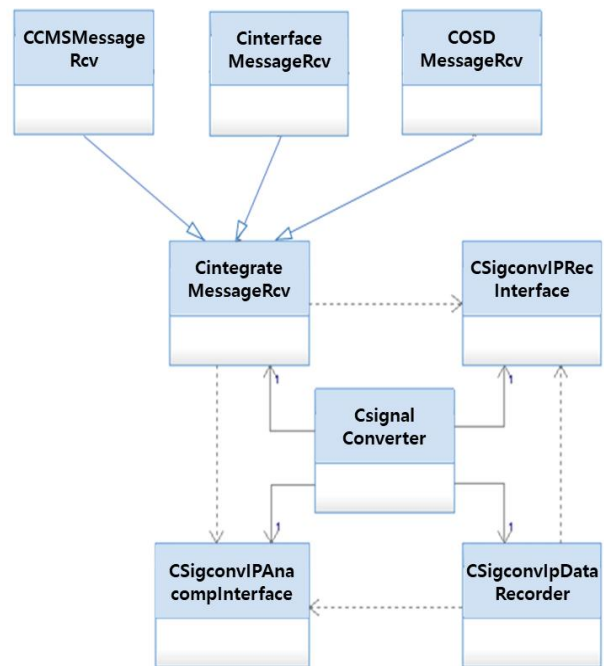 CCMSMessage
Rcv
Cinterface
MessageRcv
COSD
MessageRcv
Cintegrate
MessageRcv
CSigconvIPRec
Interface
1
1
Csignal
Converter
1
1
CSigconvIPAna
acompInterface
CSigconvIpData
Recorder